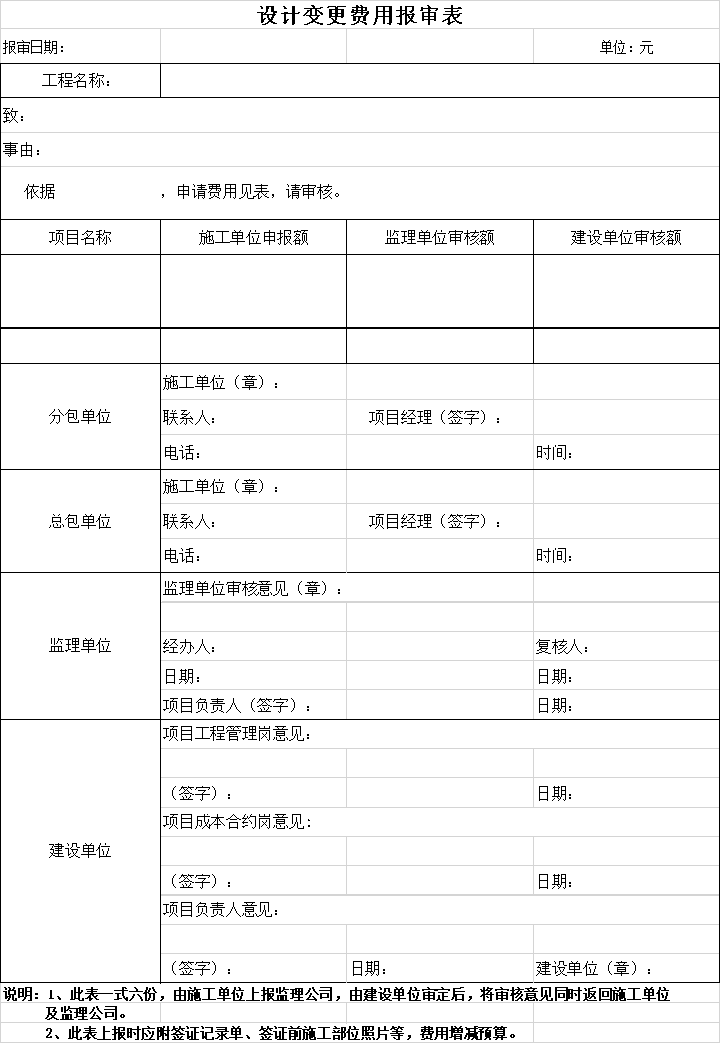 设计变更费用报审表
报审日期： 单位：元
工程名称：
致：
事由：
依据 ，申请费用见表，请审核。
项目名称 施工单位申报额 监理单位审核额 建设单位审核额
分包单位
施工单位（章）：
联系人： 项目经理（签字）：
电话： 时间：
总包单位
施工单位（章）：
联系人： 项目经理（签字）：
电话： 时间：
监理单位
监理单位审核意见（章）：
经办人： 复核人：
日期： 日期：
项目负责人（签字）： 日期：
建设单位
项目工程管理岗意见：
（签字）： 日期：
项目成本合约岗意见:
（签字）： 日期：
项目负责人意见：
（签字）： 日期： 建设单位（章）：
说明：1、此表一式六份，由施工单位上报监理公司，由建设单位审定后，将审核意见同时返回施工单位
及监理公司。
2、此表上报时应附签证记录单、签证前施工部位照片等，费用增减预算。